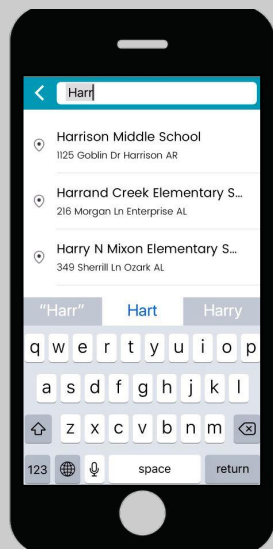 Harr
Harrison Middle School
1125 Goblin Dr Harrison AR
Harrand Creek Elementary S...
216 Morgan Ln Enterprise AL
Harry N Mixon Elementary S...
349 Sherrill Ln Ozark AL
"Harr" Hart Harry
q w e r t y u i o p
a s d f g h j k l
z x c v b n m
123 space return